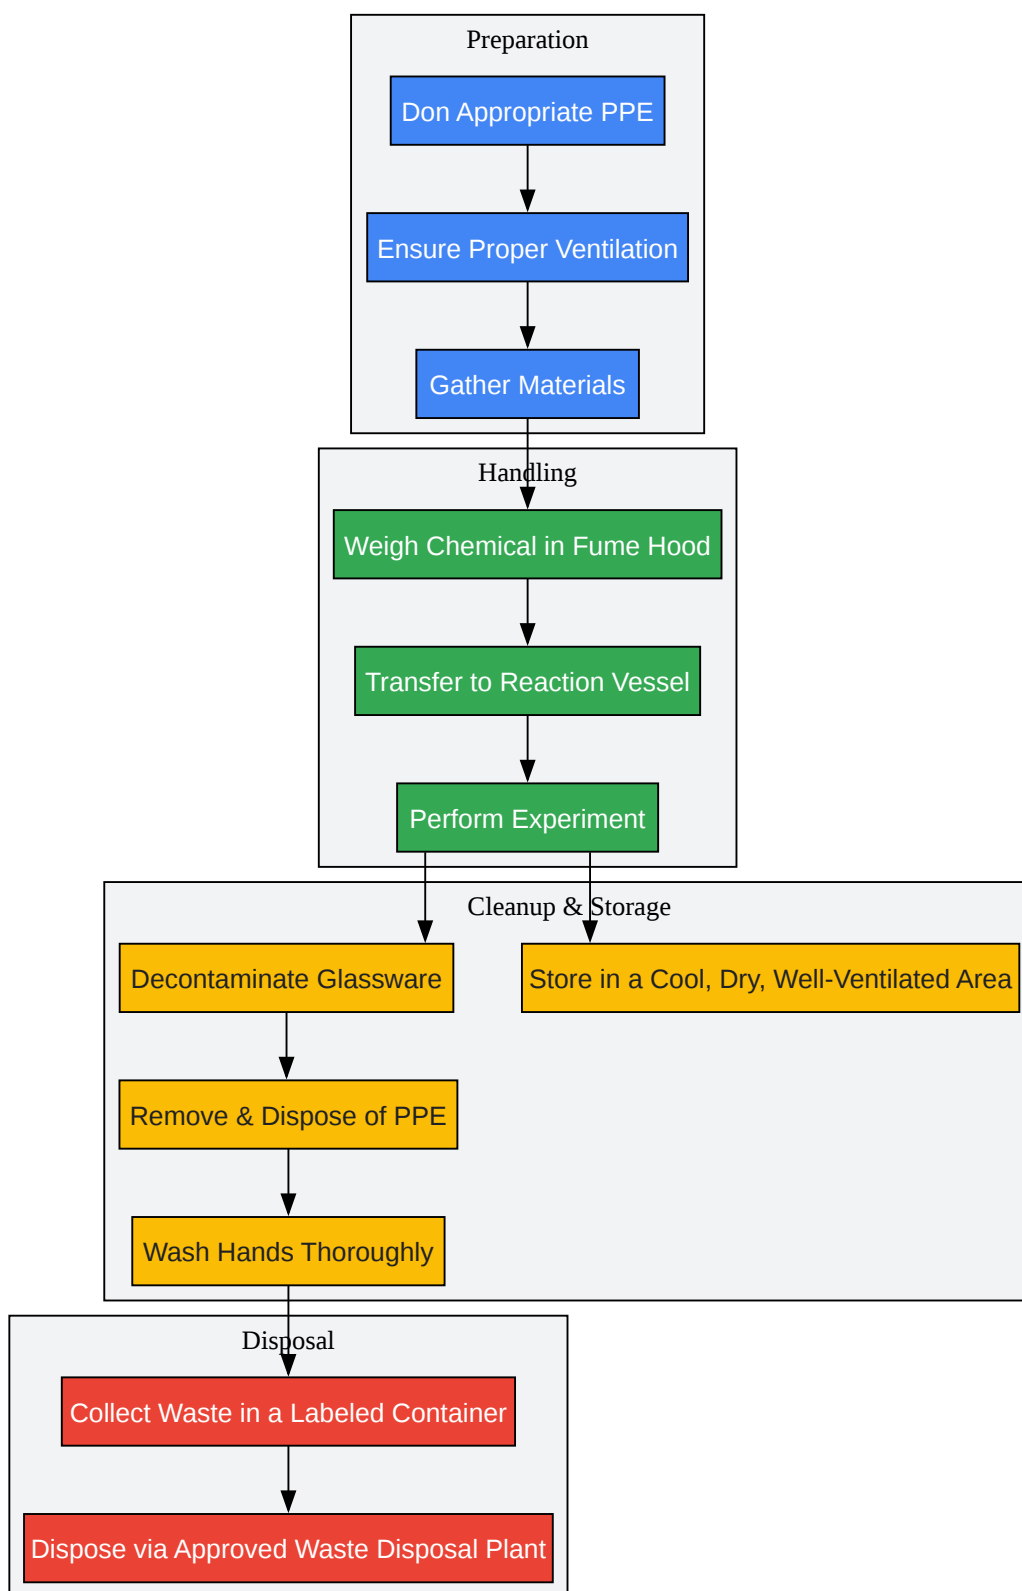 Preparation
Don Appropriate PPE
Ensure Proper Ventilation
Gather Materials
Handling
Weigh Chemical in Fume Hood
Transfer to Reaction Vessel
Perform Experiment
Cleanup & Storage
Decontaminate Glassware
Store in a Cool, Dry, Well-Ventilated Area
Remove & Dispose of PPE
Wash Hands Thoroughly
Disposal
Collect Waste in a Labeled Container
Dispose via Approved Waste Disposal Plant